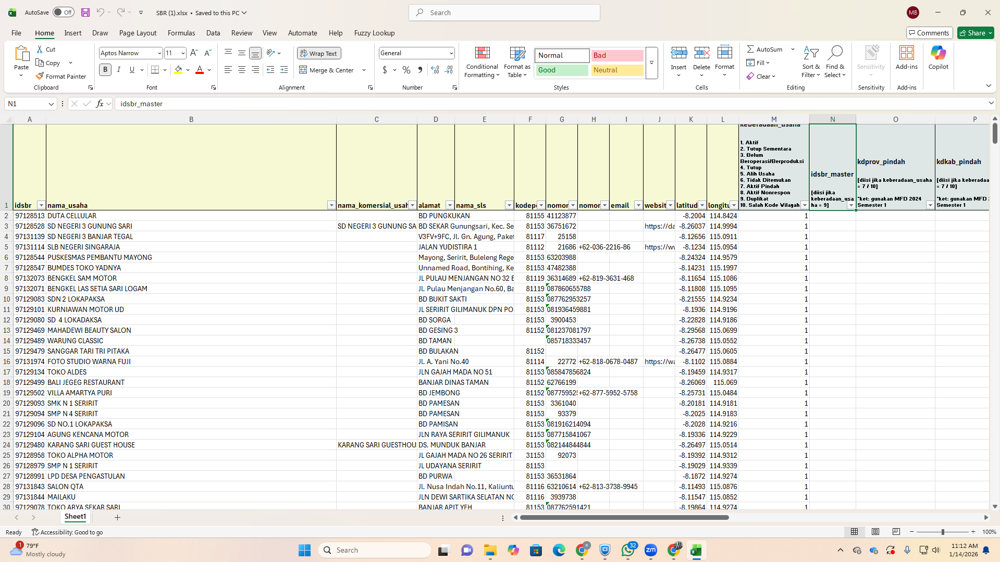 AutoSave Off SBR (1).xlsx • Saved to this PC Search MB
File Home Insert Draw Page Layout Formulas Data Review View Automate Help Fuzzy Lookup Comments Share
Paste Cut Copy Format Painter Clipboard
Aptos Narrow 11 B I U A Font
Wrap Text Merge & Center Alignment
General $ % Number
Conditional Formatting Format as Table Normal Bad Good Neutral Styles
Insert Delete Format Cells
AutoSum Fill Clear Sort & Filter Find & Select Editing
Sensitivity Sensitivity Add-ins Add-ins Copilot
N1 fx idsbr_master
A B C D E F G H I J K L M N O P
1 idsbr nama_usaha nama_komersial_usah alamat nama_sls kodep nomor nomor email websit latitud longitu
keberadaan_usaha
1. Aktif
2. Tutup Sementara
3. Belum
Beroperasi/Berproduksi
4. Tutup
5. Alih Usaha
6. Tidak Ditemukan
7. Aktif Pindah
8. Aktif Nonrespon
9. Duplikat
10. Salah Kode Wilayah
idsbr_master
[diisi jika
keberadaan_usa
ha = 9]
kdprov_pindah
[diisi jika keberadaan_usaha
= 7 / 10]
*ket: gunakan MFD 2024
Semester 1
kdkab_pindah
[diisi jika keberadaa
= 7 / 10]
*ket: gunakan MFD
Semester 1
2 97128513 DUTA CELLULAR BD PUNGKUKAN 81155 41123877 -8.2004 114.8424 1
3 97128528 SD NEGERI 3 GUNUNG SARI SD NEGERI 3 GUNUNG SA BD SEKAR Gunungsari, Kec. Se 81153 36751672 https://da -8.26037 114.9994 1
4 97131139 SD NEGERI 3 BANJAR TEGAL V3FV+9FC, Jl. Gn. Agung, Paket 81117 25158 -8.12656 115.0911 1
5 97131114 SLB NEGERI SINGARAJA JALAN YUDISTIRA 1 81112 21686 +62-036-2216-86 https://w -8.1234 115.0954 1
6 97128544 PUSKESMAS PEMBANTU MAYONG Mayong, Seririt, Buleleng Rege 81153 63203988 -8.24324 114.9579 1
7 97128547 BUMDES TOKO YADNYA Unnamed Road, Bontihing, Ke 81153 47482388 -8.14231 115.1997 1
8 97132073 BENGKEL SAM MOTOR JL PULAU MENJANGAN NO 32 81119 36314689 +62-819-3631-468 -8.11654 115.1086 1
9 97132071 BENGKEL LAS SETIA SARI LOGAM Jl. Pulau Menjangan No.60, Ba 81119 087860655788 -8.11808 115.1095 1
10 97129083 SDN 2 LOKAPAKSA BD BUKIT SAKTI 81153 087762953257 -8.21555 114.9234 1
11 97129101 KURNIAWAN MOTOR UD JL SERIRIT GILIMANUK DPN PO 81153 081936459881 -8.1936 114.9196 1
12 97129080 SD 4 LOKADAKSA BD SORGA 81153 3900453 -8.22828 114.9186 1
13 97129469 MAHADEWI BEAUTY SALON BD GESING 3 81152 081237081797 -8.29568 115.0699 1
14 97129489 WARUNG CLASSIC BD TAMAN 085718333457 -8.26738 115.0552 1
15 97129479 SANGGAR TARI TRI PITAKA BD BULAKAN 81152 -8.26477 115.0605 1
16 97131974 FOTO STUDIO WARNA FUJI Jl. A. Yani No.40 81114 22772 +62-818-0678-0487 https://wa -8.1102 115.0884 1
17 97129134 TOKO ALDES JLN GAJAH MADA NO 51 81153 085847856824 -8.19459 114.9317 1
18 97129499 BALI JEGEG RESTAURANT BANJAR DINAS TAMAN 81152 62766199 -8.26069 115.069 1
19 97129502 VILLA AMARTYA PURI BD JEMBONG 81152 08775952 +62-877-5952-5758 -8.25731 115.0484 1
20 97129093 SMK N 1 SERIRIT BD PAMESAN 81153 3361040 -8.20181 114.9181 1
21 97129094 SMP N 4 SERIRIT BD PAMESAN 81153 93379 -8.2025 114.9183 1
22 97129096 SD NO.1 LOKAPAKSA BD PAMISAN 81153 081916214094 -8.2028 114.9216 1
23 97129104 AGUNG KENCANA MOTOR JLN RAYA SERIRIT GILIMANUK 81153 087715841067 -8.19336 114.9229 1
24 97129480 KARANG SARI GUEST HOUSE KARANG SARI GUESTHOU DS. MUNDUK BANJAR 81153 082144844844 -8.26497 115.0514 1
25 97128958 TOKO ALPHA MOTOR JL GAJAH MADA NO 26 SERIRIT 31153 92073 -8.19392 114.9312 1
26 97128979 SMP N 1 SERIRIT JL UDAYANA SERIRIT 81153 -8.19029 114.9339 1
27 97128991 LPD DESA PENGASTULAN BD PURWA 81153 36531864 -8.1872 114.9274 1
28 97131843 SALON QTA Jl. Nusa Indah No.11, Kaliuntu 81116 63210614 +62-813-3738-9945 -8.11493 115.0876 1
29 97131844 MAILAKU JLN DEWI SARTIKA SELATAN NO 81116 3939738 -8.11547 115.0852 1
30 97129078 TOKO ARYA SEKAR SARI BANJAR APIT YEH 81153 087762591421 -8.19864 114.9274 1
Sheet1
Ready Accessibility: Good to go 100%
1 79°F Search 32 zm 11:12 AM
Mostly cloudy 1/14/2026